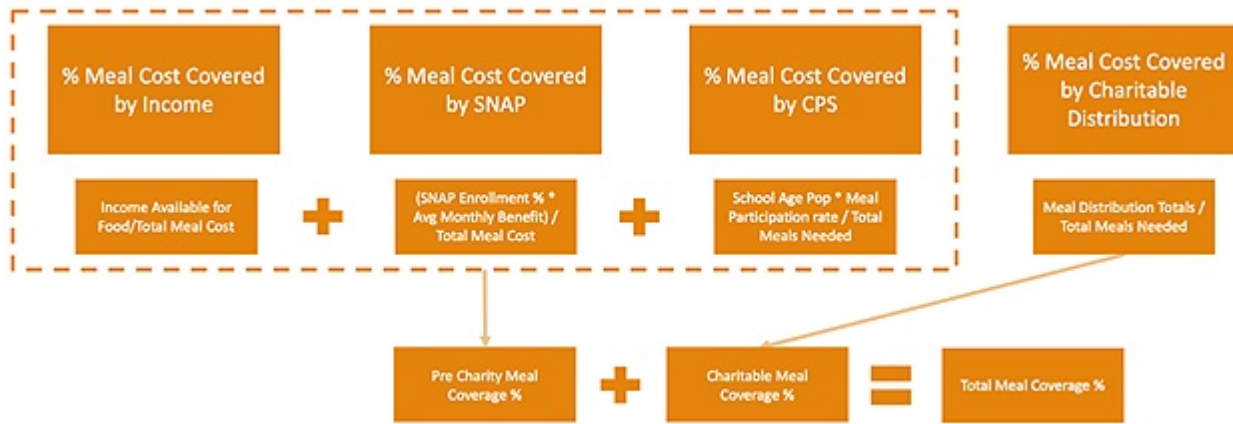 % Meal Cost Covered
by Income
% Meal Cost Covered
by SNAP
% Meal Cost Covered
by CPS
% Meal Cost Covered
by Charitable
Distribution
Income Available for
Food/Total Meal Cost
+
(SNAP Enrollment % *
Avg Monthly Benefit) /
Total Meal Cost
+
School Age Pop * Meal
Participation rate / Total
Meals Needed
Meal Distribution Totals /
Total Meals Needed
Pre Charity Meal
Coverage %
+
Charitable Meal
Coverage %
=
Total Meal Coverage %